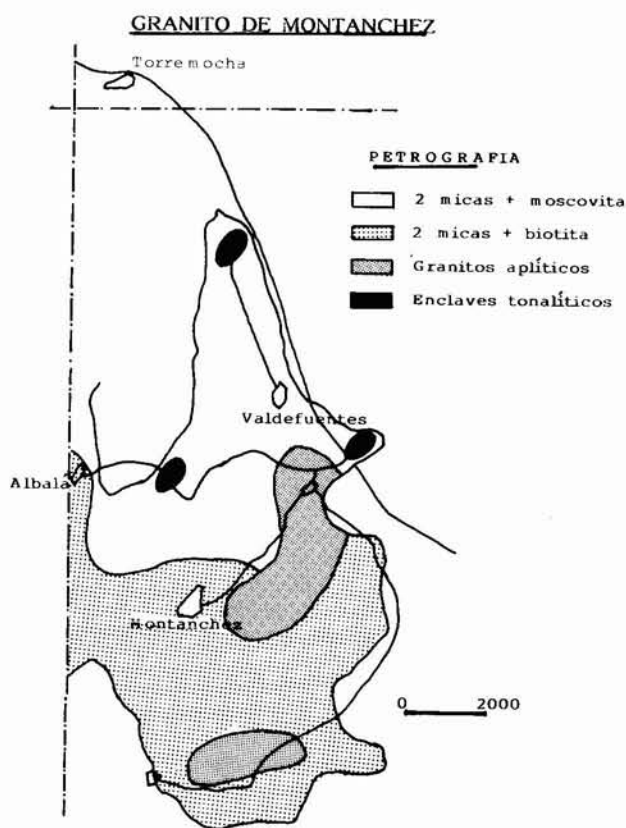 GRANITO DE MONTANCHEZ
Torremocha
PETROGRAFIA
2 micas + moscovita
2 micas + biotita
Granitos aplíticos
Enclaves tonalíticos
Valdefuentes
Albalá
Montanchez
0 2000